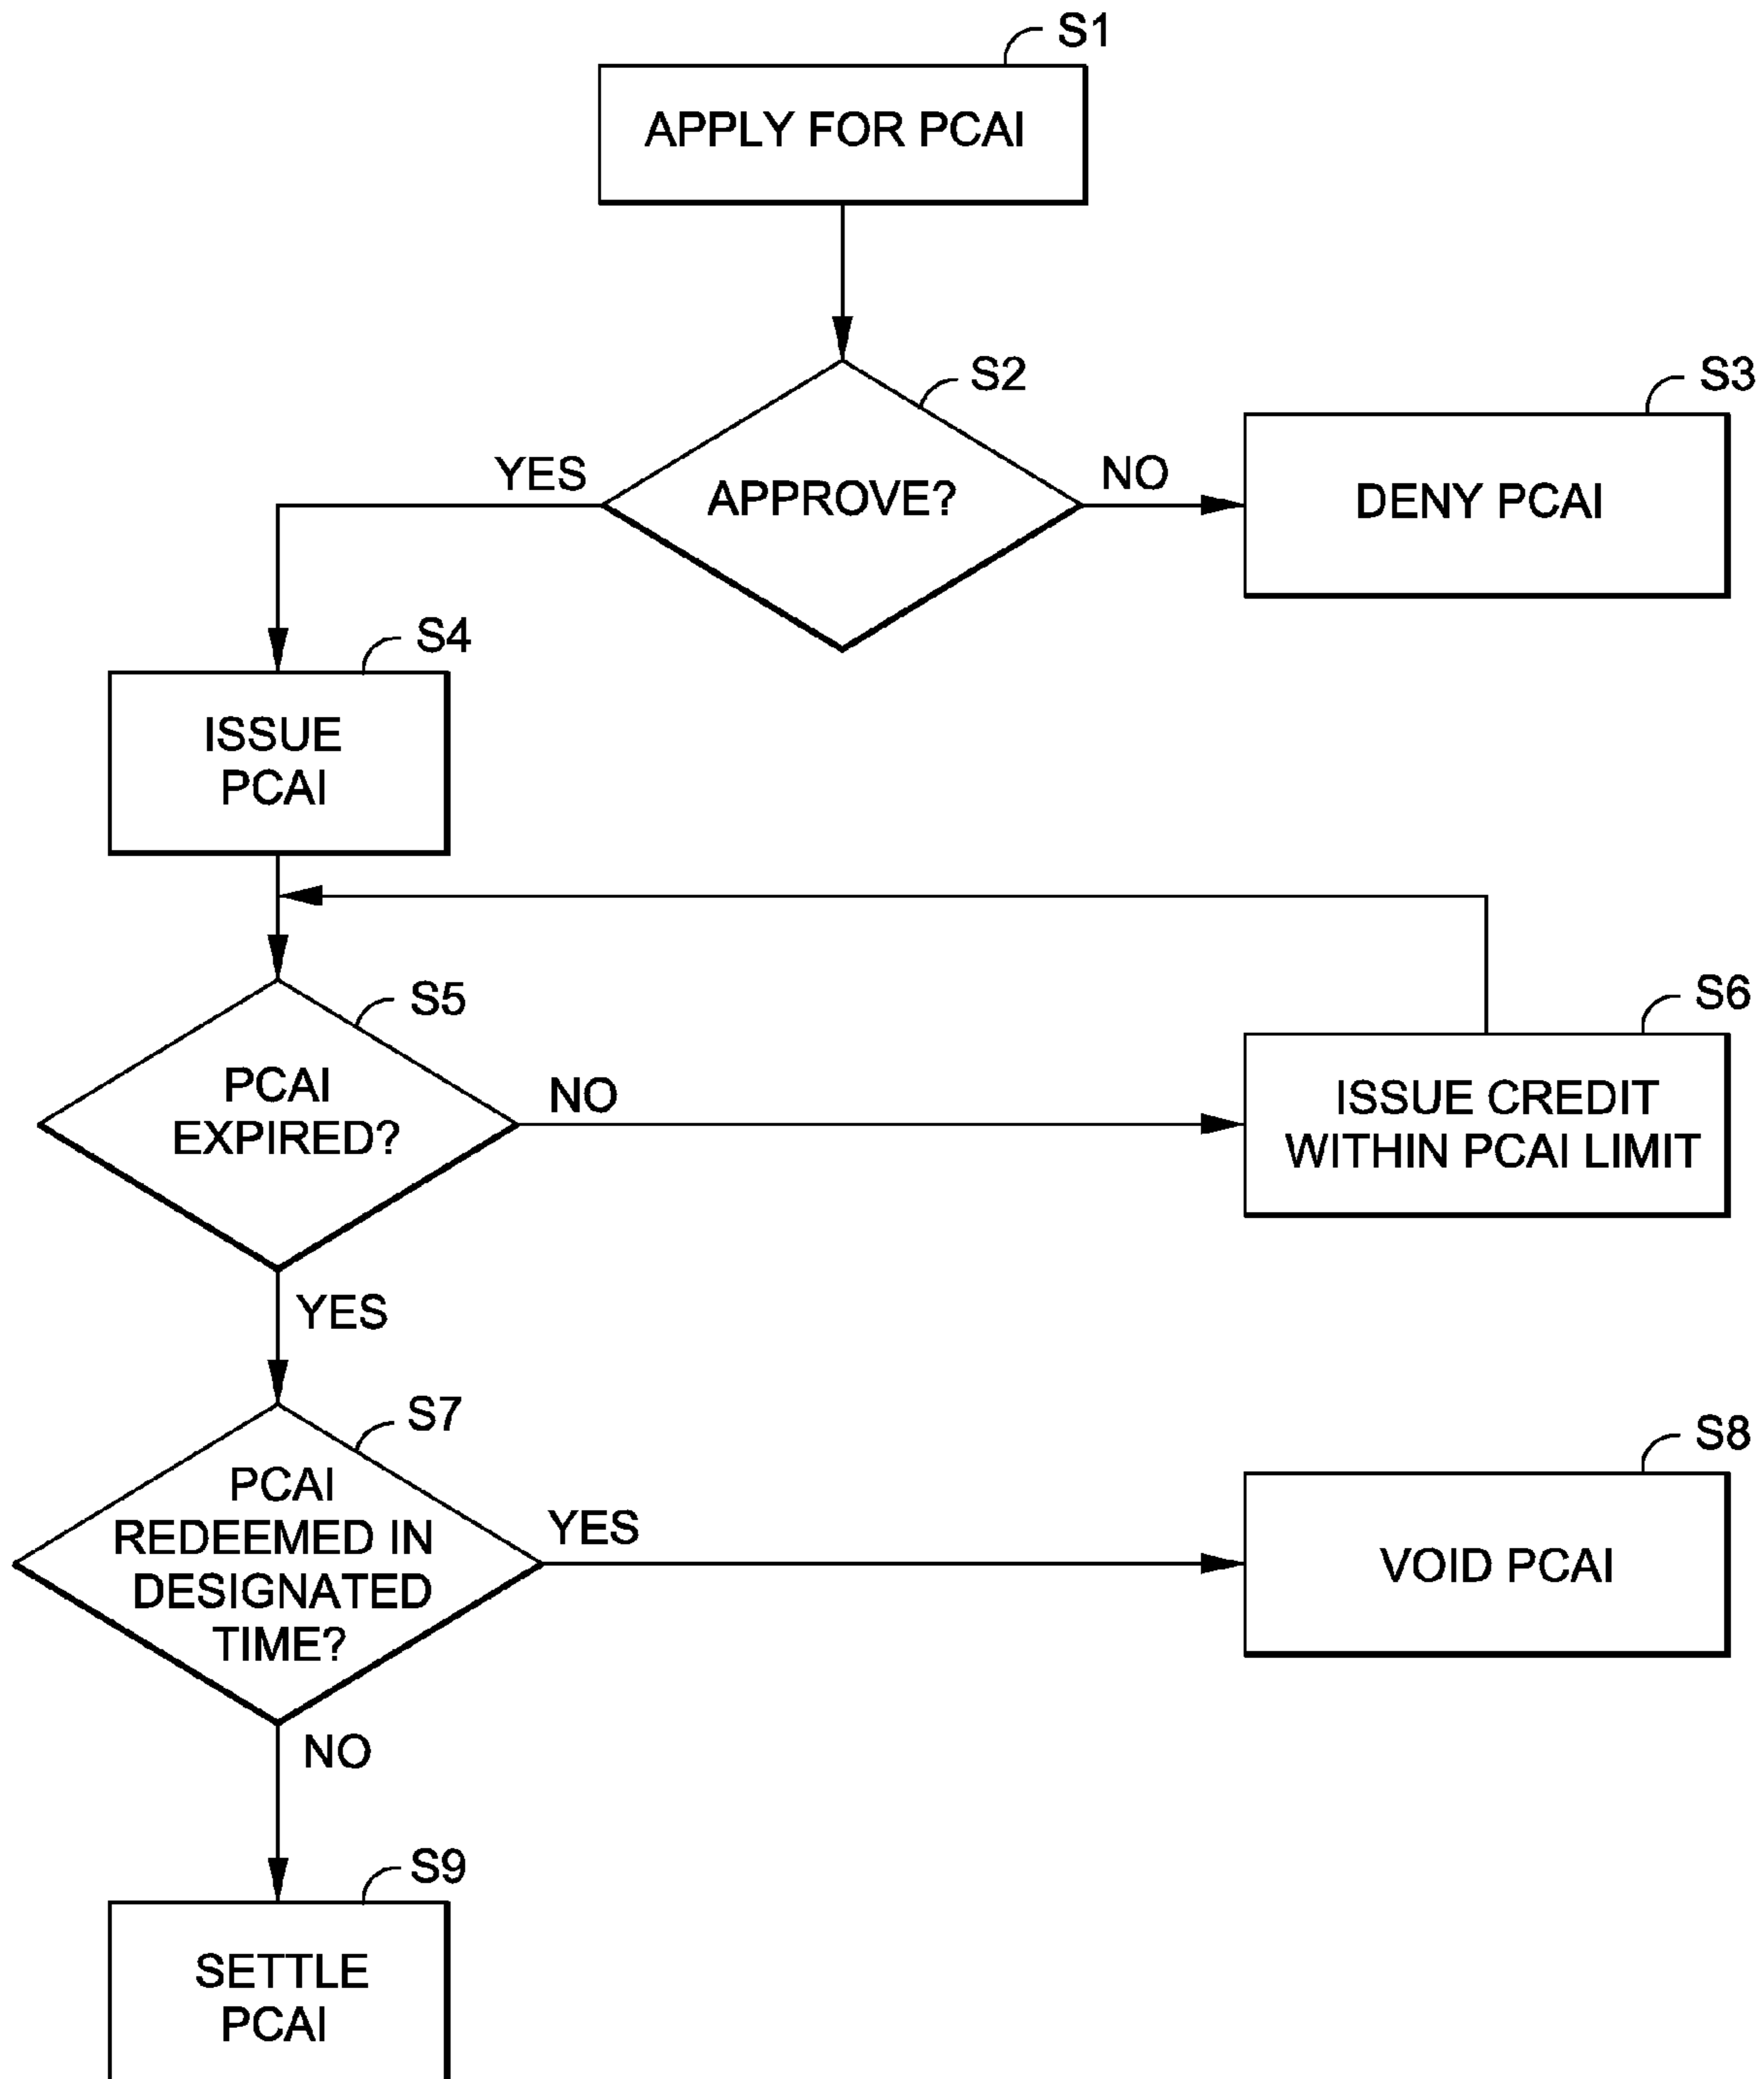 S1
APPLY FOR PCAI
S2
APPROVE?
YES
NO
S3
DENY PCAI
S4
ISSUE
PCAI
S5
PCAI
EXPIRED?
NO
YES
S6
ISSUE CREDIT
WITHIN PCAI LIMIT
S7
PCAI
REDEEMED IN
DESIGNATED
TIME?
YES
NO
S8
VOID PCAI
S9
SETTLE
PCAI